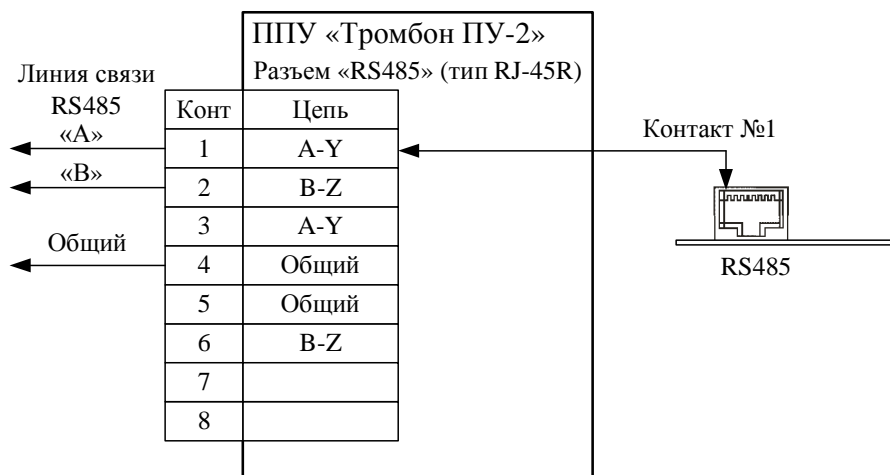 ППУ «Тромбон ПУ-2»
Разъем «RS485» (тип RJ-45R)
Линия связи
RS485
«А»
«В»
Общий
Конт Цепь
1 A-Y
2 B-Z
3 A-Y
4 Общий
5 Общий
6 B-Z
7
8
Контакт №1
RS485